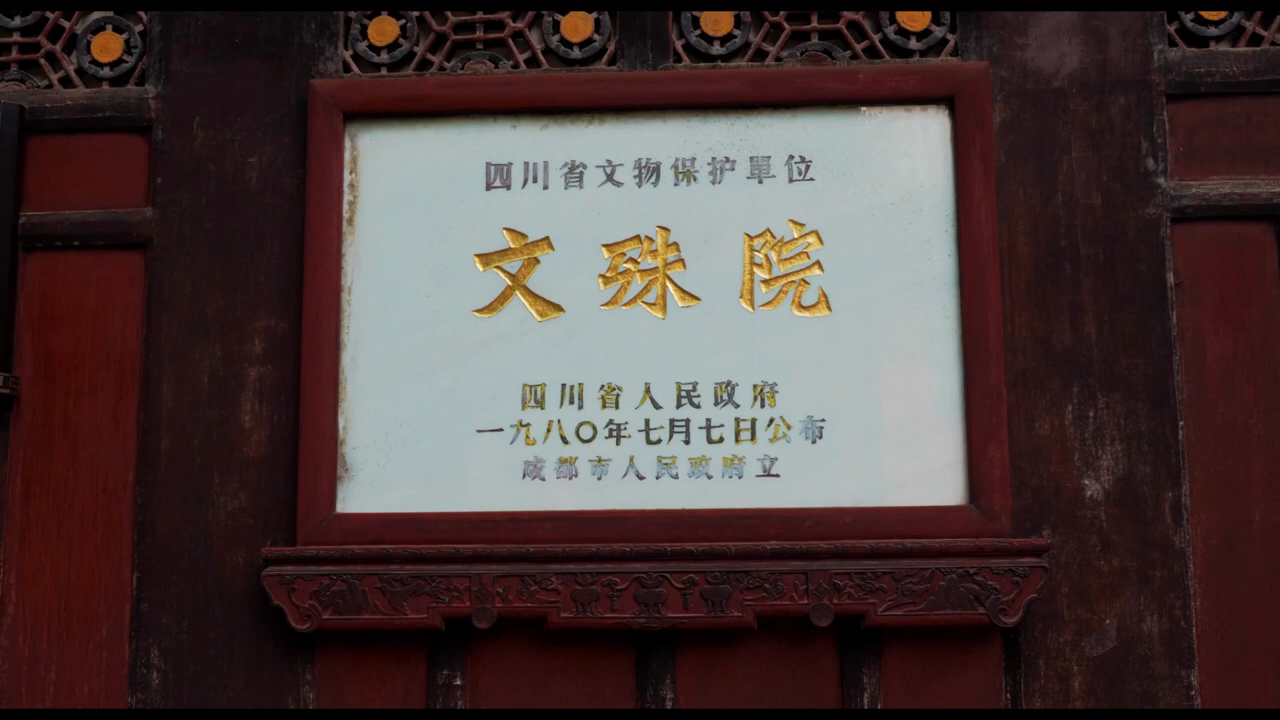 四川省文物保护單位
文殊院
四川省人民政府
一九八〇年七月七日公布
成都市人民政府立